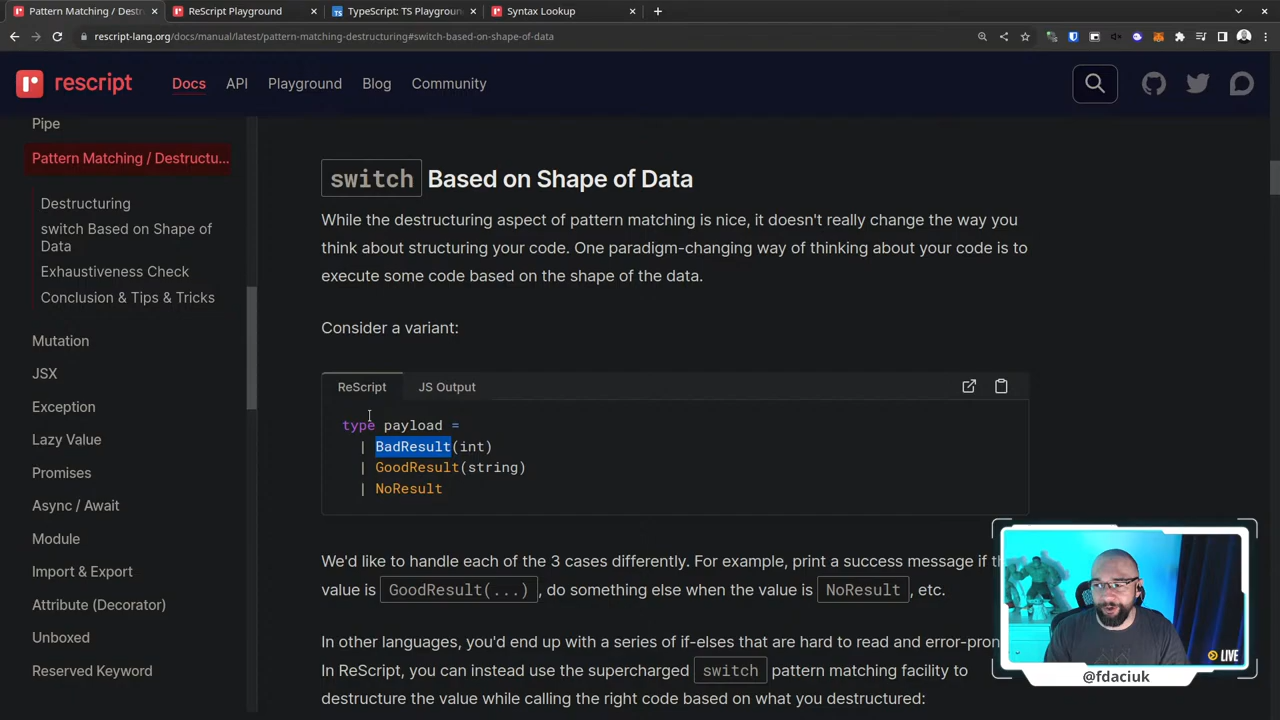 Pattern Matching / Destr
ReScript Playground
TS TypeScript: TS Playgroun
Syntax Lookup
rescript-lang.org/docs/manual/latest/pattern-matching-destructuring#switch-based-on-shape-of-data
rescript
Docs
API
Playground
Blog
Community
Pipe
Pattern Matching / Destructu...
Destructuring
switch Based on Shape of
Data
Exhaustiveness Check
Conclusion & Tips & Tricks
Mutation
JSX
Exception
Lazy Value
Promises
Async / Await
Module
Import & Export
Attribute (Decorator)
Unboxed
Reserved Keyword
switch Based on Shape of Data
While the destructuring aspect of pattern matching is nice, it doesn't really change the way you
think about structuring your code. One paradigm-changing way of thinking about your code is to
execute some code based on the shape of the data.
Consider a variant:
ReScript
JS Output
type payload =
| BadResult(int)
| GoodResult(string)
| NoResult
We'd like to handle each of the 3 cases differently. For example, print a success message if th
value is GoodResult(...) , do something else when the value is NoResult , etc.
In other languages, you'd end up with a series of if-elses that are hard to read and error-pron
In ReScript, you can instead use the supercharged switch pattern matching facility to
destructure the value while calling the right code based on what you destructured:
LIVE
@fdaciuk